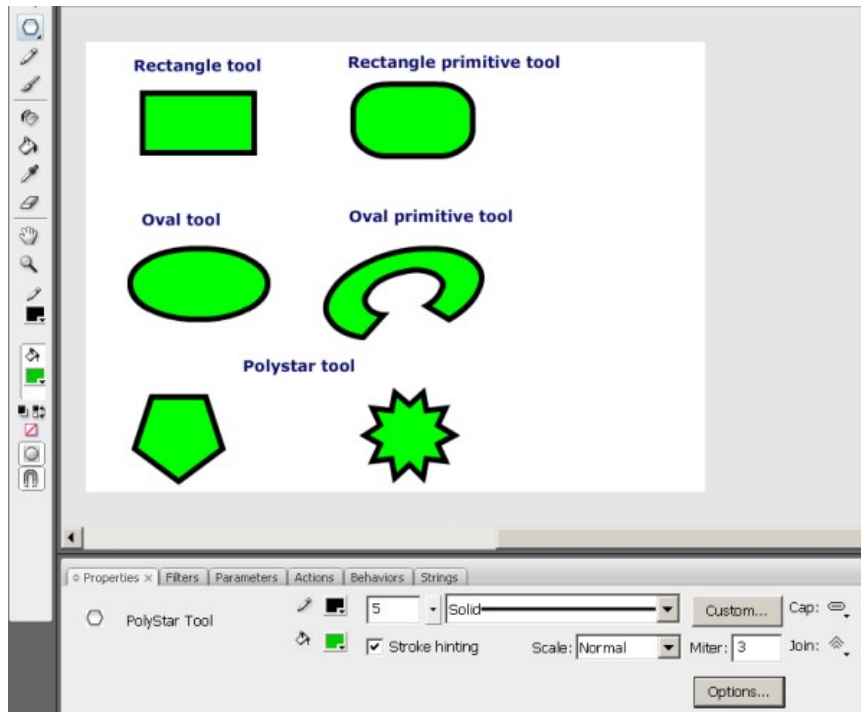 Rectangle tool
Rectangle primitive tool
Oval tool
Oval primitive tool
Polystar tool
Properties × Filters Parameters Actions Behaviors Strings
PolyStar Tool
5 Solid Custom... Cap:
Stroke hinting Scale: Normal Miter: 3 Join:
Options...